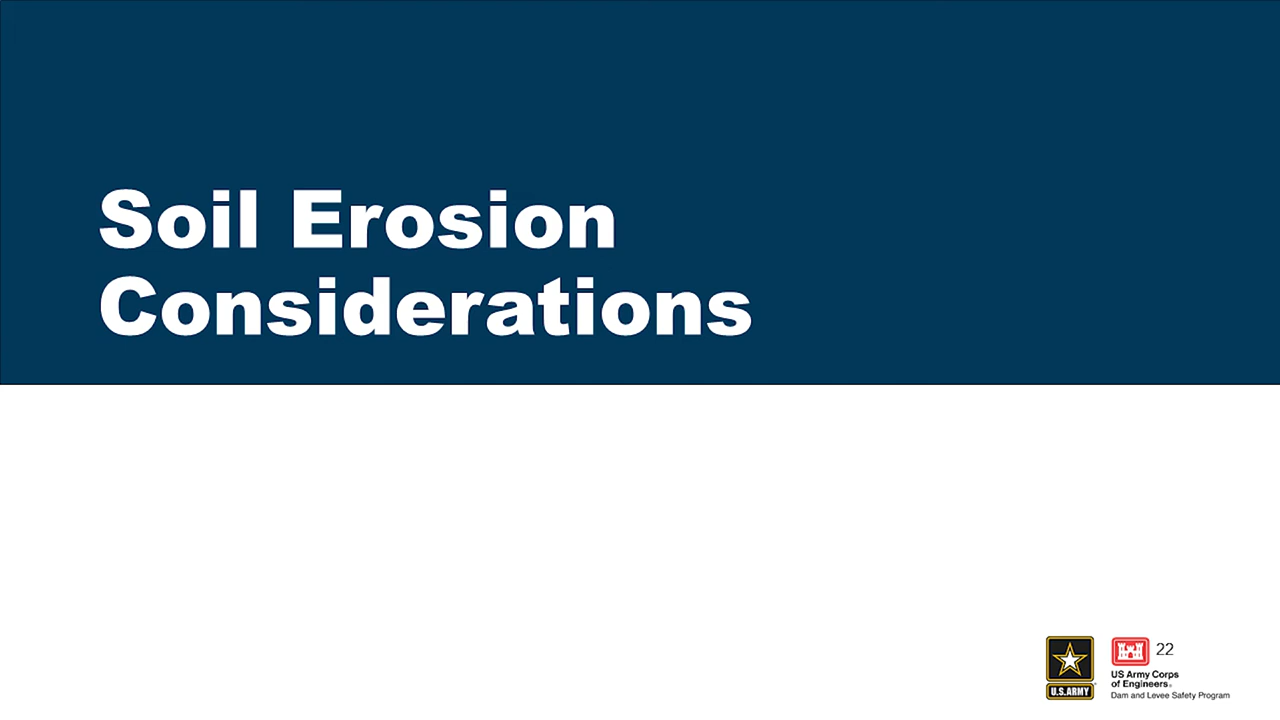 Soil Erosion
Considerations
22
U.S.ARMY
US Army Corps
of Engineers®
Dam and Levee Safety Program